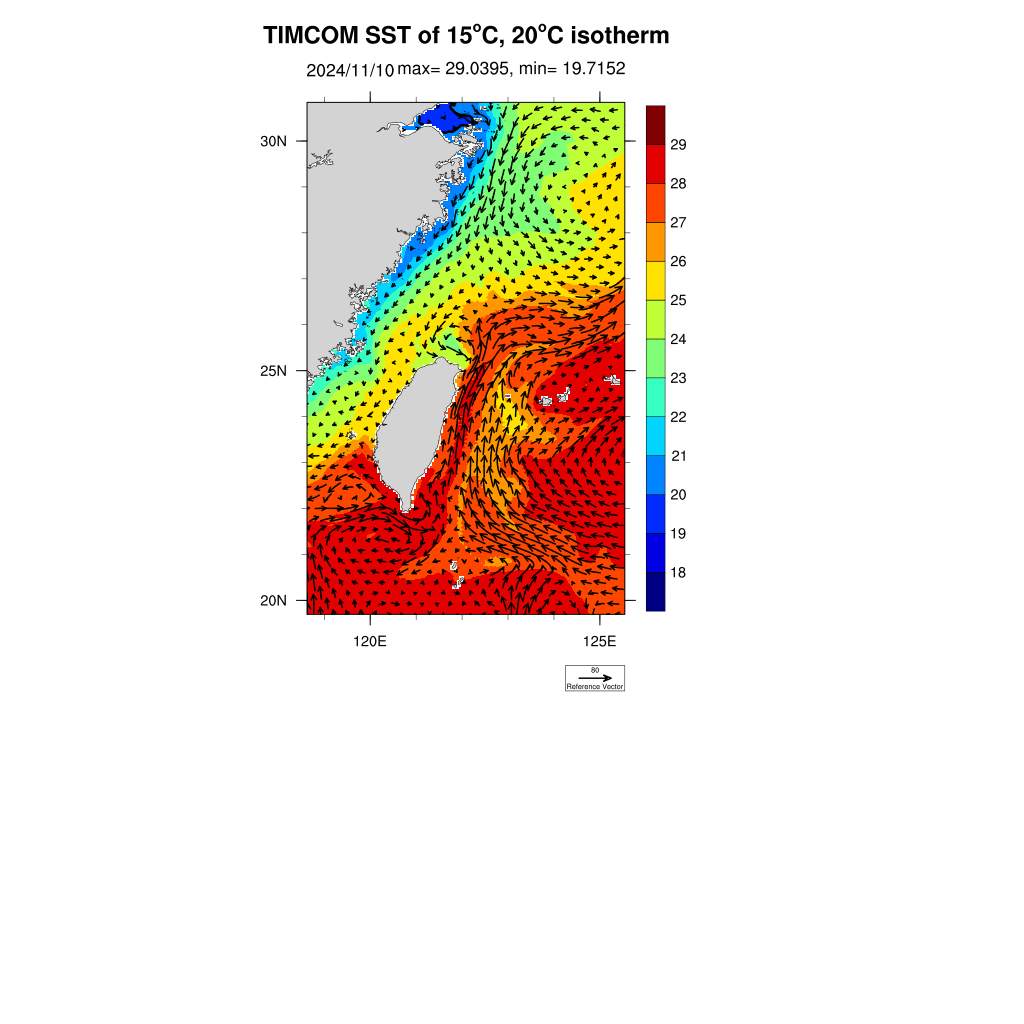 TIMCOM SST of 15°C, 20°C isotherm
2024/11/10 max= 29.0395, min= 19.7152
30N
25N
20N
120E
125E
29
28
27
26
25
24
23
22
21
20
19
18
80
Reference Vector